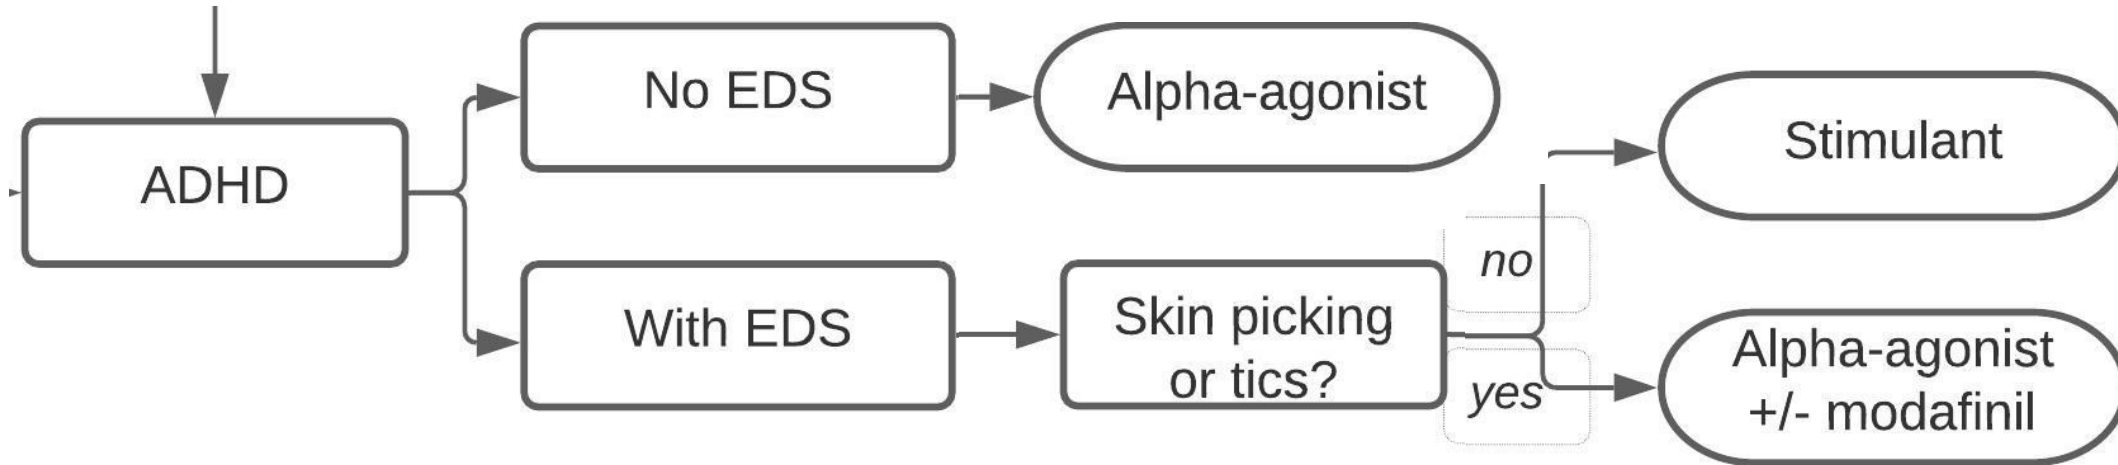 No EDS
Alpha-agonist
Stimulant
ADHD
no
With EDS
Skin picking
or tics?
yes
Alpha-agonist
+/- modafinil